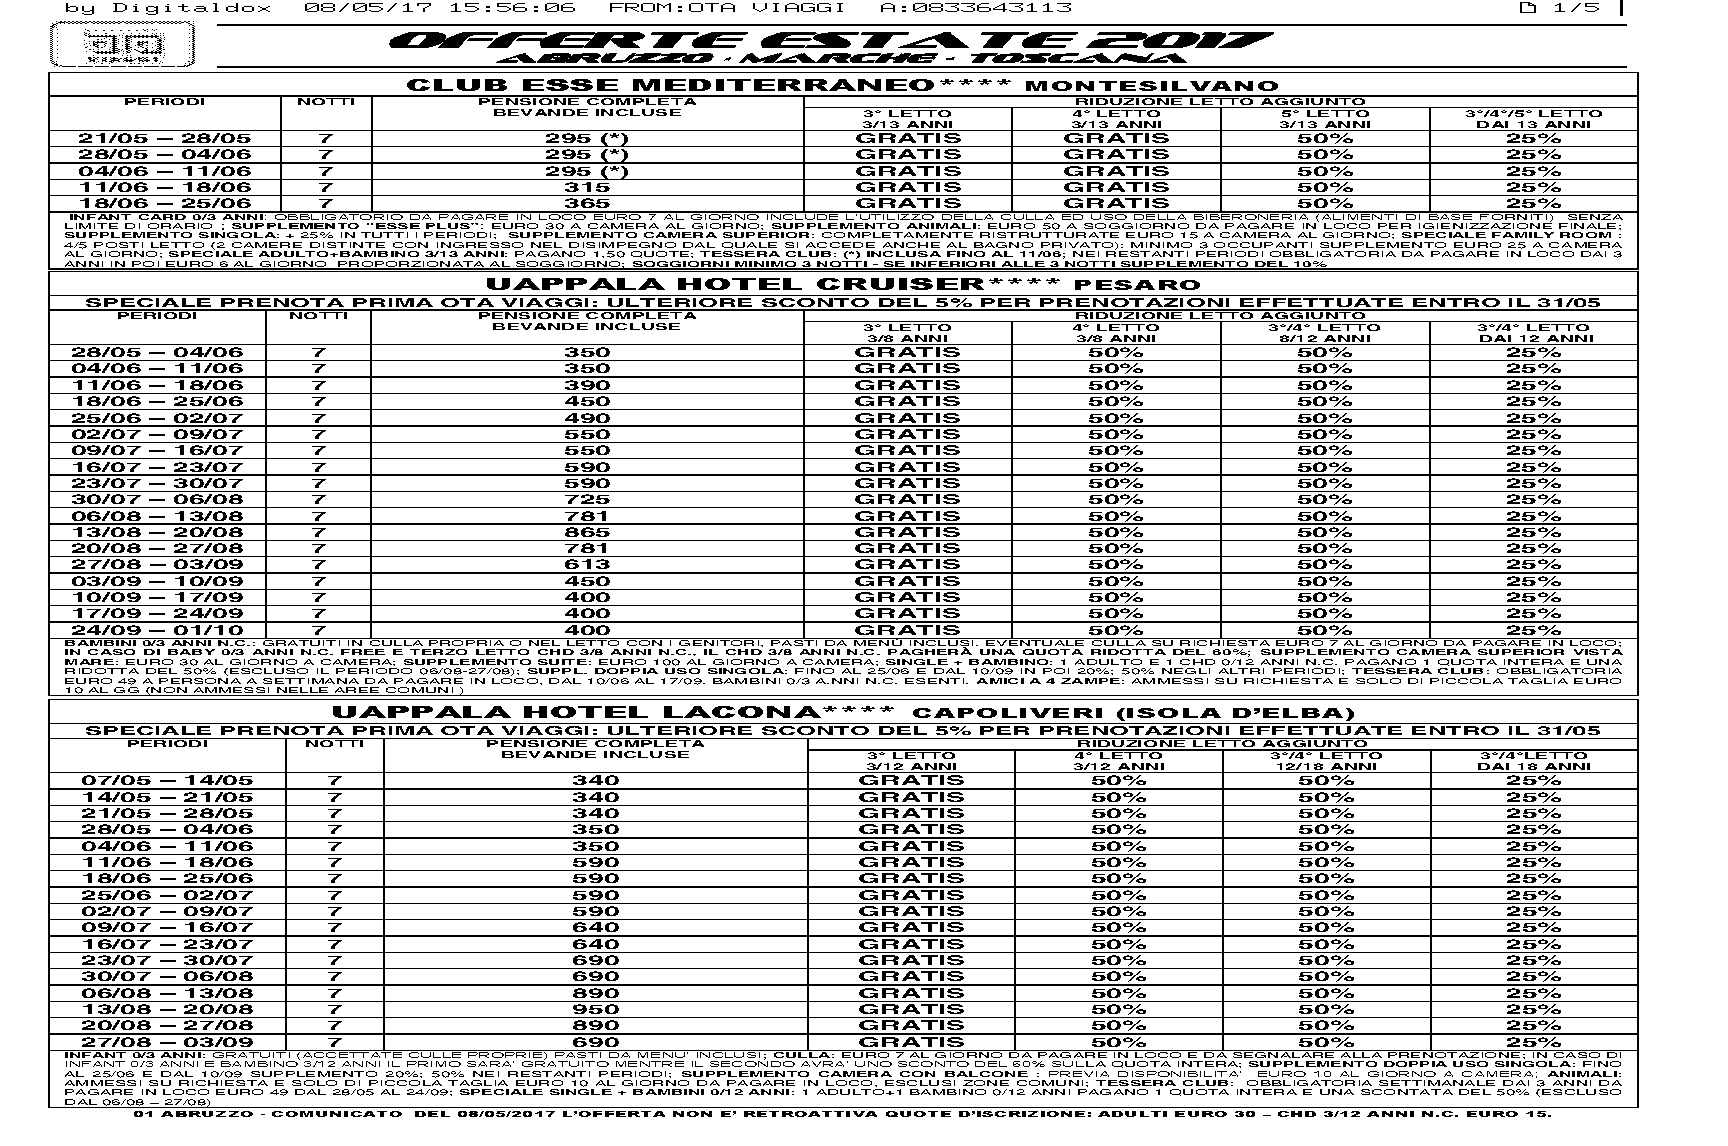 by Digitaldox 08/05/17 15:56:06 FROM:OTA VIAGGI A:0833643113 1/5
OFFERTE ESTATE 2017
ABRUZZO - MARCHE - TOSCANA
CLUB ESSE MEDITERRANEO**** MONTESILVANO
PERIODI NOTTI PENSIONE COMPLETA BEVANDE INCLUSE RIDUZIONE LETTO AGGIUNTO
3° LETTO 3/13 ANNI 4° LETTO 3/13 ANNI 5° LETTO 3/13 ANNI 3°/4°/5° LETTO DAI 13 ANNI
21/05 – 28/05 7 295 (*) GRATIS GRATIS 50% 25%
28/05 – 04/06 7 295 (*) GRATIS GRATIS 50% 25%
04/06 – 11/06 7 295 (*) GRATIS GRATIS 50% 25%
11/06 – 18/06 7 315 GRATIS GRATIS 50% 25%
18/06 – 25/06 7 365 GRATIS GRATIS 50% 25%
INFANT CARD 0/3 ANNI: OBBLIGATORIO DA PAGARE IN LOCO EURO 7 AL GIORNO INCLUDE L'UTILIZZO DELLA CULLA ED USO DELLA BIBERONERIA (ALIMENTI DI BASE FORNITI) SENZA
LIMITE DI ORARIO ; SUPPLEMENTO "ESSE PLUS": EURO 30 A CAMERA AL GIORNO; SUPPLEMENTO ANIMALI: EURO 50 A SOGGIORNO DA PAGARE IN LOCO PER IGIENIZZAZIONE FINALE;
SUPPLEMENTO SINGOLA: + 25% IN TUTTI I PERIODI; SUPPLEMENTO CAMERA SUPERIOR: COMPLETAMENTE RISTRUTTURATE EURO 15 A CAMERA AL GIORNO; SPECIALE FAMILY ROOM :
4/5 POSTI LETTO (2 CAMERE DISTINTE CON INGRESSO NEL DISIMPEGNO DAL QUALE SI ACCEDE ANCHE AL BAGNO PRIVATO): MINIMO 3 OCCUPANTI SUPPLEMENTO EURO 25 A CAMERA
AL GIORNO; SPECIALE ADULTO+BAMBINO 3/13 ANNI: PAGANO 1,50 QUOTE; TESSERA CLUB: (*) INCLUSA FINO AL 11/06; NEI RESTANTI PERIODI OBBLIGATORIA DA PAGARE IN LOCO DAI 3
ANNI IN POI EURO 6 AL GIORNO PROPORZIONATA AL SOGGIORNO; SOGGIORNI MINIMO 3 NOTTI - SE INFERIORI ALLE 3 NOTTI SUPPLEMENTO DEL 10%
UAPPALA HOTEL CRUISER**** PESARO
SPECIALE PRENOTA PRIMA OTA VIAGGI: ULTERIORE SCONTO DEL 5% PER PRENOTAZIONI EFFETTUATE ENTRO IL 31/05
PERIODI NOTTI PENSIONE COMPLETA BEVANDE INCLUSE RIDUZIONE LETTO AGGIUNTO
3° LETTO 3/8 ANNI 4° LETTO 3/8 ANNI 3°/4° LETTO 8/12 ANNI 3°/4° LETTO DAI 12 ANNI
28/05 – 04/06 7 350 GRATIS 50% 50% 25%
04/06 – 11/06 7 350 GRATIS 50% 50% 25%
11/06 – 18/06 7 390 GRATIS 50% 50% 25%
18/06 – 25/06 7 450 GRATIS 50% 50% 25%
25/06 – 02/07 7 490 GRATIS 50% 50% 25%
02/07 – 09/07 7 550 GRATIS 50% 50% 25%
09/07 – 16/07 7 550 GRATIS 50% 50% 25%
16/07 – 23/07 7 590 GRATIS 50% 50% 25%
23/07 – 30/07 7 590 GRATIS 50% 50% 25%
30/07 – 06/08 7 725 GRATIS 50% 50% 25%
06/08 – 13/08 7 781 GRATIS 50% 50% 25%
13/08 – 20/08 7 865 GRATIS 50% 50% 25%
20/08 – 27/08 7 781 GRATIS 50% 50% 25%
27/08 – 03/09 7 613 GRATIS 50% 50% 25%
03/09 – 10/09 7 450 GRATIS 50% 50% 25%
10/09 – 17/09 7 400 GRATIS 50% 50% 25%
17/09 – 24/09 7 400 GRATIS 50% 50% 25%
24/09 – 01/10 7 400 GRATIS 50% 50% 25%
BAMBINI 0/3 ANNI N.C.: GRATUITI IN CULLA PROPRIA O NEL LETTO CON I GENITORI, PASTI DA MENÙ INCLUSI. EVENTUALE CULLA SU RICHIESTA EURO 7 AL GIORNO DA PAGARE IN LOCO;
IN CASO DI BABY 0/3 ANNI N.C. FREE E TERZO LETTO CHD 3/8 ANNI N.C., IL CHD 3/8 ANNI N.C. PAGHERÀ UNA QUOTA RIDOTTA DEL 60%; SUPPLEMENTO CAMERA SUPERIOR VISTA
MARE: EURO 30 AL GIORNO A CAMERA; SUPPLEMENTO SUITE: EURO 100 AL GIORNO A CAMERA; SINGLE + BAMBINO: 1 ADULTO E 1 CHD 0/12 ANNI N.C. PAGANO 1 QUOTA INTERA E UNA
RIDOTTA DEL 50% (ESCLUSO IL PERIODO 06/08-27/08); SUPPL. DOPPIA USO SINGOLA: FINO AL 25/06 E DAL 10/09 IN POI 20%; 50% NEGLI ALTRI PERIODI; TESSERA CLUB: OBBLIGATORIA
EURO 49 A PERSONA A SETTIMANA DA PAGARE IN LOCO, DAL 10/06 AL 17/09. BAMBINI 0/3 ANNI N.C. ESENTI. AMICI A 4 ZAMPE: AMMESSI SU RICHIESTA E SOLO DI PICCOLA TAGLIA EURO
10 AL GG (NON AMMESSI NELLE AREE COMUNI )
UAPPALA HOTEL LACONA**** CAPOLIVERI (ISOLA D'ELBA)
SPECIALE PRENOTA PRIMA OTA VIAGGI: ULTERIORE SCONTO DEL 5% PER PRENOTAZIONI EFFETTUATE ENTRO IL 31/05
PERIODI NOTTI PENSIONE COMPLETA BEVANDE INCLUSE RIDUZIONE LETTO AGGIUNTO
3° LETTO 3/12 ANNI 4° LETTO 3/12 ANNI 3°/4° LETTO 12/18 ANNI 3°/4°LETTO DAI 18 ANNI
07/05 – 14/05 7 340 GRATIS 50% 50% 25%
14/05 – 21/05 7 340 GRATIS 50% 50% 25%
21/05 – 28/05 7 340 GRATIS 50% 50% 25%
28/05 – 04/06 7 350 GRATIS 50% 50% 25%
04/06 – 11/06 7 350 GRATIS 50% 50% 25%
11/06 – 18/06 7 590 GRATIS 50% 50% 25%
18/06 – 25/06 7 590 GRATIS 50% 50% 25%
25/06 – 02/07 7 590 GRATIS 50% 50% 25%
02/07 – 09/07 7 590 GRATIS 50% 50% 25%
09/07 – 16/07 7 640 GRATIS 50% 50% 25%
16/07 – 23/07 7 640 GRATIS 50% 50% 25%
23/07 – 30/07 7 690 GRATIS 50% 50% 25%
30/07 – 06/08 7 690 GRATIS 50% 50% 25%
06/08 – 13/08 7 890 GRATIS 50% 50% 25%
13/08 – 20/08 7 950 GRATIS 50% 50% 25%
20/08 – 27/08 7 890 GRATIS 50% 50% 25%
27/08 – 03/09 7 690 GRATIS 50% 50% 25%
INFANT 0/3 ANNI: GRATUITI (ACCETTATE CULLE PROPRIE) PASTI DA MENU' INCLUSI; CULLA: EURO 7 AL GIORNO DA PAGARE IN LOCO E DA SEGNALARE ALLA PRENOTAZIONE; IN CASO DI
INFANT 0/3 ANNI E BAMBINO 3/12 ANNI IL PRIMO SARA' GRATUITO MENTRE IL SECONDO AVRA' UNO SCONTO DEL 60% SULLA QUOTA INTERA; SUPPLEMENTO DOPPIA USO SINGOLA: FINO
AL 25/06 E DAL 10/09 SUPPLEMENTO 20%; 50% NEI RESTANTI PERIODI; SUPPLEMENTO CAMERA CON BALCONE : PREVIA DISPONIBILITA' EURO 10 AL GIORNO A CAMERA; ANIMALI:
AMMESSI SU RICHIESTA E SOLO DI PICCOLA TAGLIA EURO 10 AL GIORNO DA PAGARE IN LOCO, ESCLUSI ZONE COMUNI; TESSERA CLUB: OBBLIGATORIA SETTIMANALE DAI 3 ANNI DA
PAGARE IN LOCO EURO 49 DAL 28/05 AL 24/09; SPECIALE SINGLE + BAMBINO 0/12 ANNI: 1 ADULTO+1 BAMBINO 0/12 ANNI PAGANO 1 QUOTA INTERA E UNA SCONTATA DEL 50% (ESCLUSO
DAL 06/08 - 27/08)
01 ABRUZZO - COMUNICATO DEL 08/05/2017 L'OFFERTA NON E' RETROATTIVA QUOTE D'ISCRIZIONE: ADULTI EURO 30 – CHD 3/12 ANNI N.C. EURO 15.